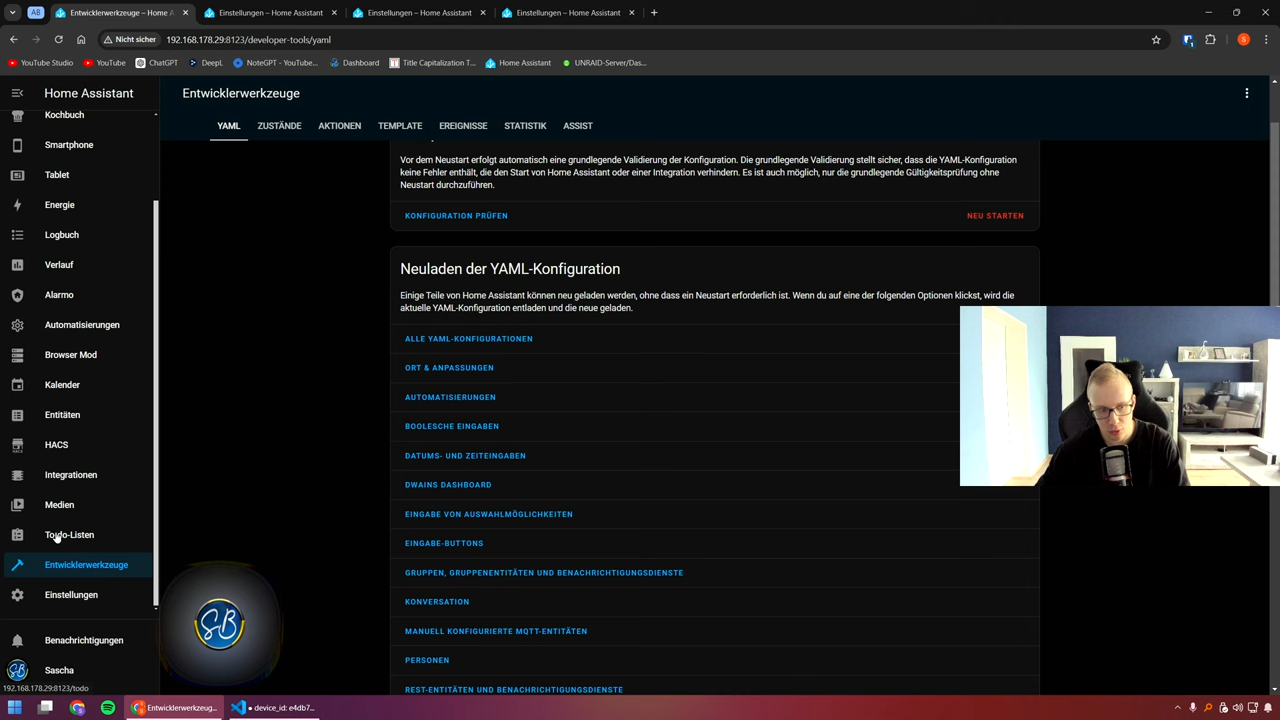 A8
Entwicklerwerkzeuge – Home A
Einstellungen – Home Assistant
Einstellungen – Home Assistant
Einstellungen – Home Assistant
Nicht sicher
192.168.178.29:8123/developer-tools/yaml
S
YouTube Studio
YouTube
ChatGPT
DeepL
NoteGPT - YouTube...
Dashboard
Title Capitalization T...
Home Assistant
UNRAID-Server/Das...
Home Assistant
Kochbuch
Smartphone
Tablet
Energie
Logbuch
Verlauf
Alarmo
Automatisierungen
Browser Mod
Kalender
Entitäten
HACS
Integrationen
Medien
Todo-Listen
Entwicklerwerkzeuge
Einstellungen
Benachrichtigungen
Sascha
192.168.178.29:8123/todo
Entwicklerwerkzeuge
YAML
ZUSTÄNDE
AKTIONEN
TEMPLATE
EREIGNISSE
STATISTIK
ASSIST
Vor dem Neustart erfolgt automatisch eine grundlegende Validierung der Konfiguration. Die grundlegende Validierung stellt sicher, dass die YAML-Konfiguration
keine Fehler enthält, die den Start von Home Assistant oder einer Integration verhindern. Es ist auch möglich, nur die grundlegende Gültigkeitsprüfung ohne
Neustart durchzuführen.
KONFIGURATION PRÜFEN
NEU STARTEN
Neuladen der YAML-Konfiguration
Einige Teile von Home Assistant können neu geladen werden, ohne dass ein Neustart erforderlich ist. Wenn du auf eine der folgenden Optionen klickst, wird die
aktuelle YAML-Konfiguration entladen und die neue geladen.
ALLE YAML-KONFIGURATIONEN
ORT & ANPASSUNGEN
AUTOMATISIERUNGEN
BOOLESCHE EINGABEN
DATUMS- UND ZEITEINGABEN
DWAINS DASHBOARD
EINGABE VON AUSWAHLMÖGLICHKEITEN
EINGABE-BUTTONS
GRUPPEN, GRUPPENENTITÄTEN UND BENACHRICHTIGUNGSDIENSTE
KONVERSATION
MANUELL KONFIGURIERTE MQTT-ENTITÄTEN
PERSONEN
REST-ENTITÄTEN UND BENACHRICHTIGUNGSDIENSTE
SB
Entwicklerwerkzeug...
● device_id: e4db7...